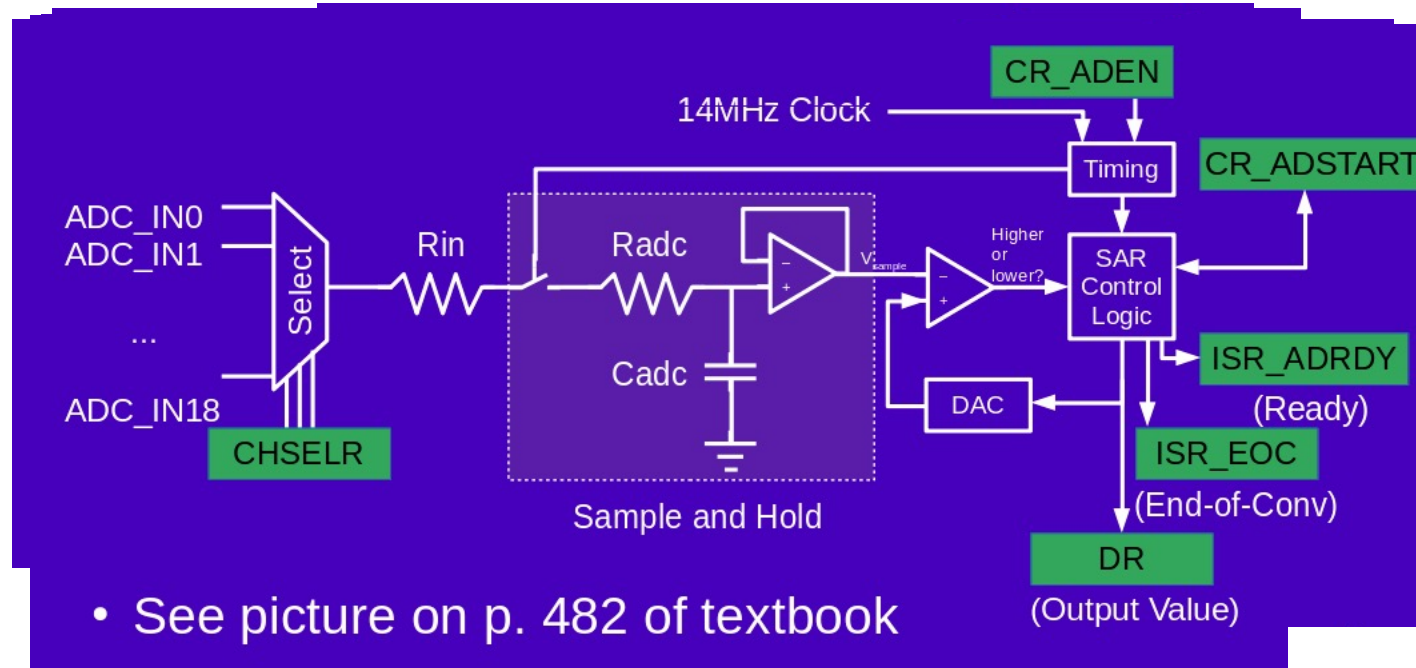 CR_ADEN
14MHz Clock
Timing
CR_ADSTART
ADC_IN0
ADC_IN1
...
ADC_IN18
Select
CHSELR
Rin
Radc
Cadc
−
+
Vsample
−
+
Higher
or
lower?
SAR
Control
Logic
DAC
ISR_ADRDY
(Ready)
ISR_EOC
(End-of-Conv)
DR
(Output Value)
Sample and Hold
• See picture on p. 482 of textbook